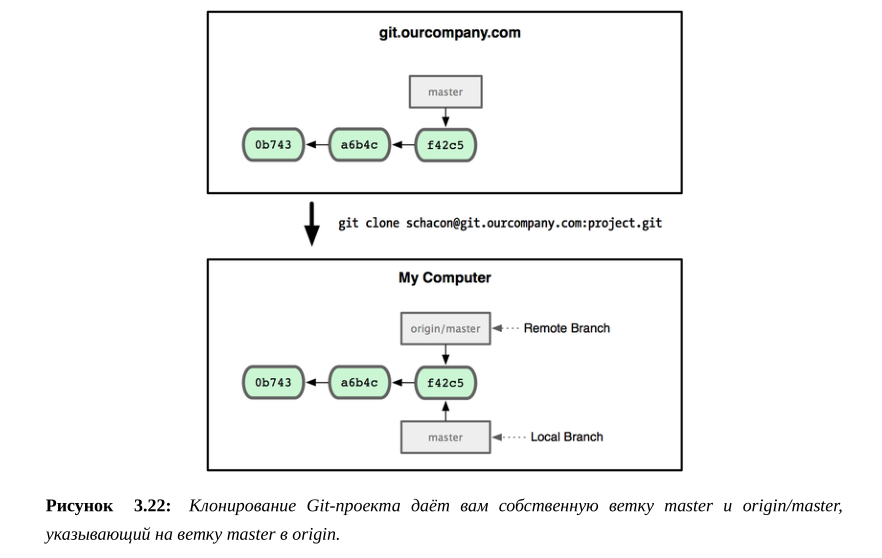 git.ourcompany.com
master
0b743 a6b4c f42c5
git clone schacon@git.ourcompany.com:project.git
My Computer
origin/master Remote Branch
0b743 a6b4c f42c5
master Local Branch
Рисунок 3.22: Клонирование Git-проекта даёт вам собственную ветку master и origin/master,
указывающий на ветку master в origin.